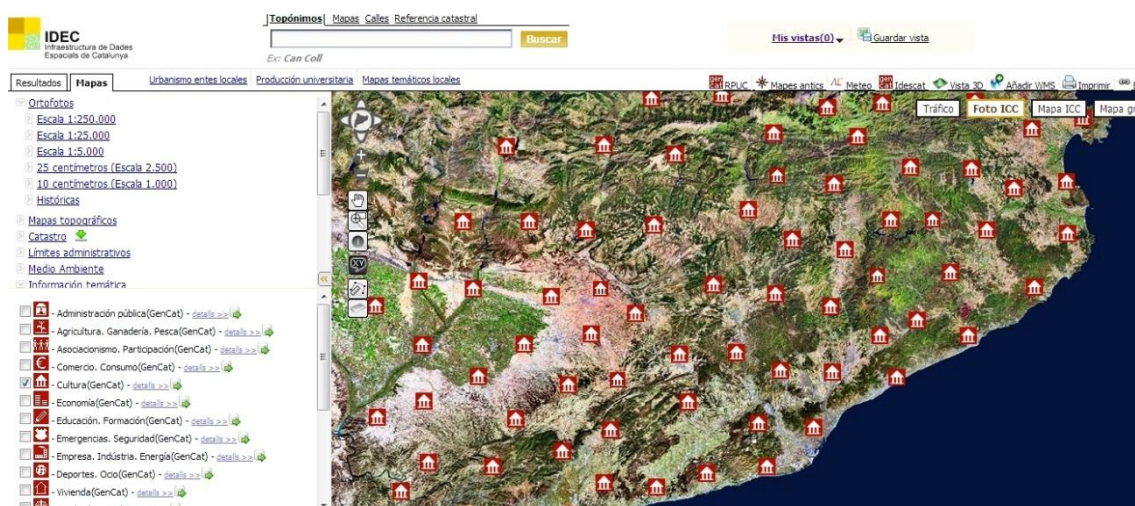 IDEC
Infraestructura de Dades
Espacials de Catalunya
Topónimos Mapas Calles Referencia catastral
Buscar
Ex: Can Coll
Mis vistas(0) Guardar vista
Resultados Mapas
Urbanismo entes locales Producción universitaria Mapas temáticos locales
RPUC Mapes antics Meteo Idescat Vista 3D Añadir WMS Imprimir
Ortofotos
Escala 1:250.000
Escala 1:25.000
Escala 1:5.000
25 centímetros (Escala 2.500)
10 centímetros (Escala 1.000)
Históricas
Mapas topográficos
Catastro
Límites administrativos
Medio Ambiente
Información temática
- Administración pública(GenCat) - details >>
- Agricultura. Ganadería. Pesca(GenCat) - details >>
- Asociacionismo. Participación(GenCat) - details >>
- Comercio. Consumo(GenCat) - details >>
- Cultura(GenCat) - details >>
- Economía(GenCat) - details >>
- Educación. Formación(GenCat) - details >>
- Emergencias. Seguridad(GenCat) - details >>
- Empresa. Indústria. Energía(GenCat) - details >>
- Deportes. Ocio(GenCat) - details >>
- Vivienda(GenCat) - details >>
Tráfico Foto ICC Mapa ICC Mapa
XY